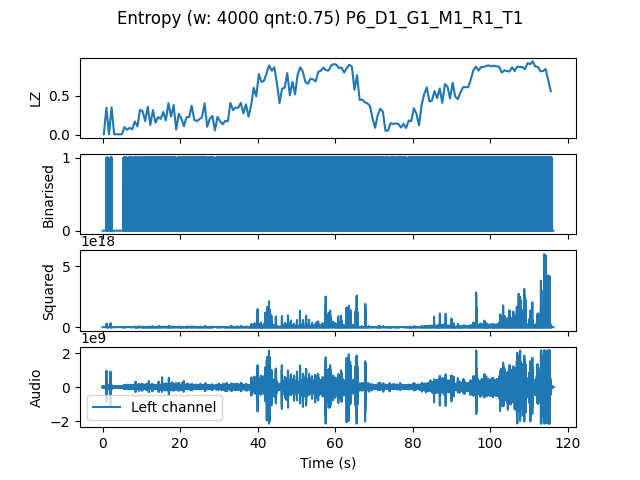 Entropy (w: 4000 qnt:0.75) P6_D1_G1_M1_R1_T1
LZ
0.5
0.0
Binarised
1
0
1e18
Squared
5
0
1e9
Audio
2
0
−2
Left channel
0
20
40
60
80
100
120
Time (s)